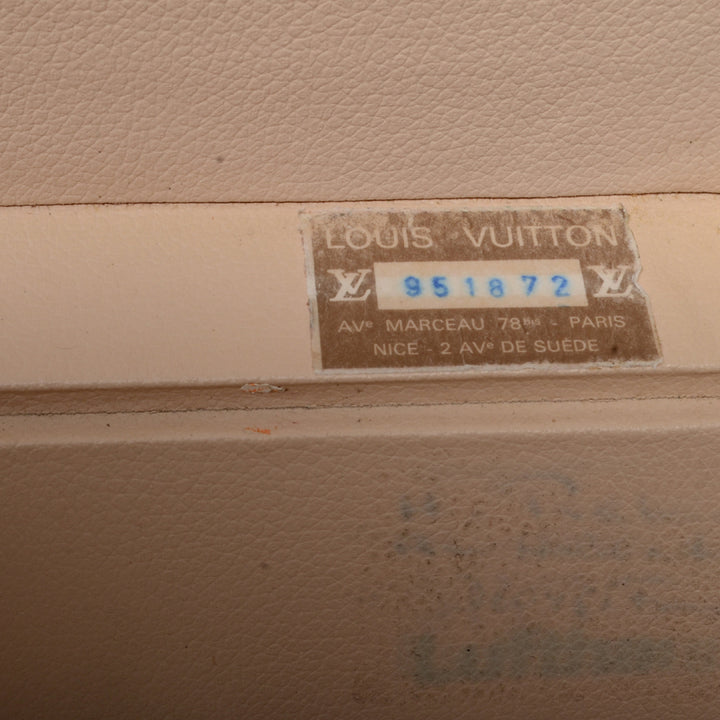 LOUIS VUITTON
LV 951872 LV
AVe MARCEAU 78bis - PARIS
NICE - 2 AVe DE SUÈDE